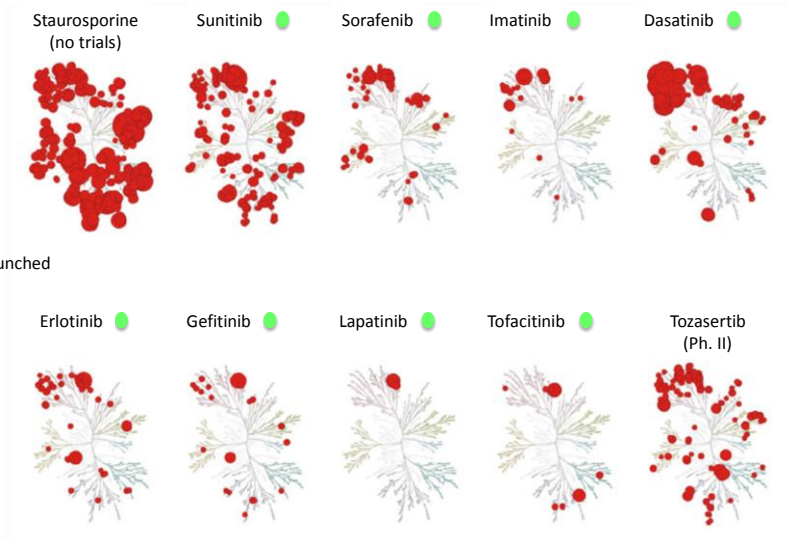 Staurosporine
(no trials)
Sunitinib
Sorafenib
Imatinib
Dasatinib
unched
Erlotinib
Gefitinib
Lapatinib
Tofacitinib
Tozasertib
(Ph. II)